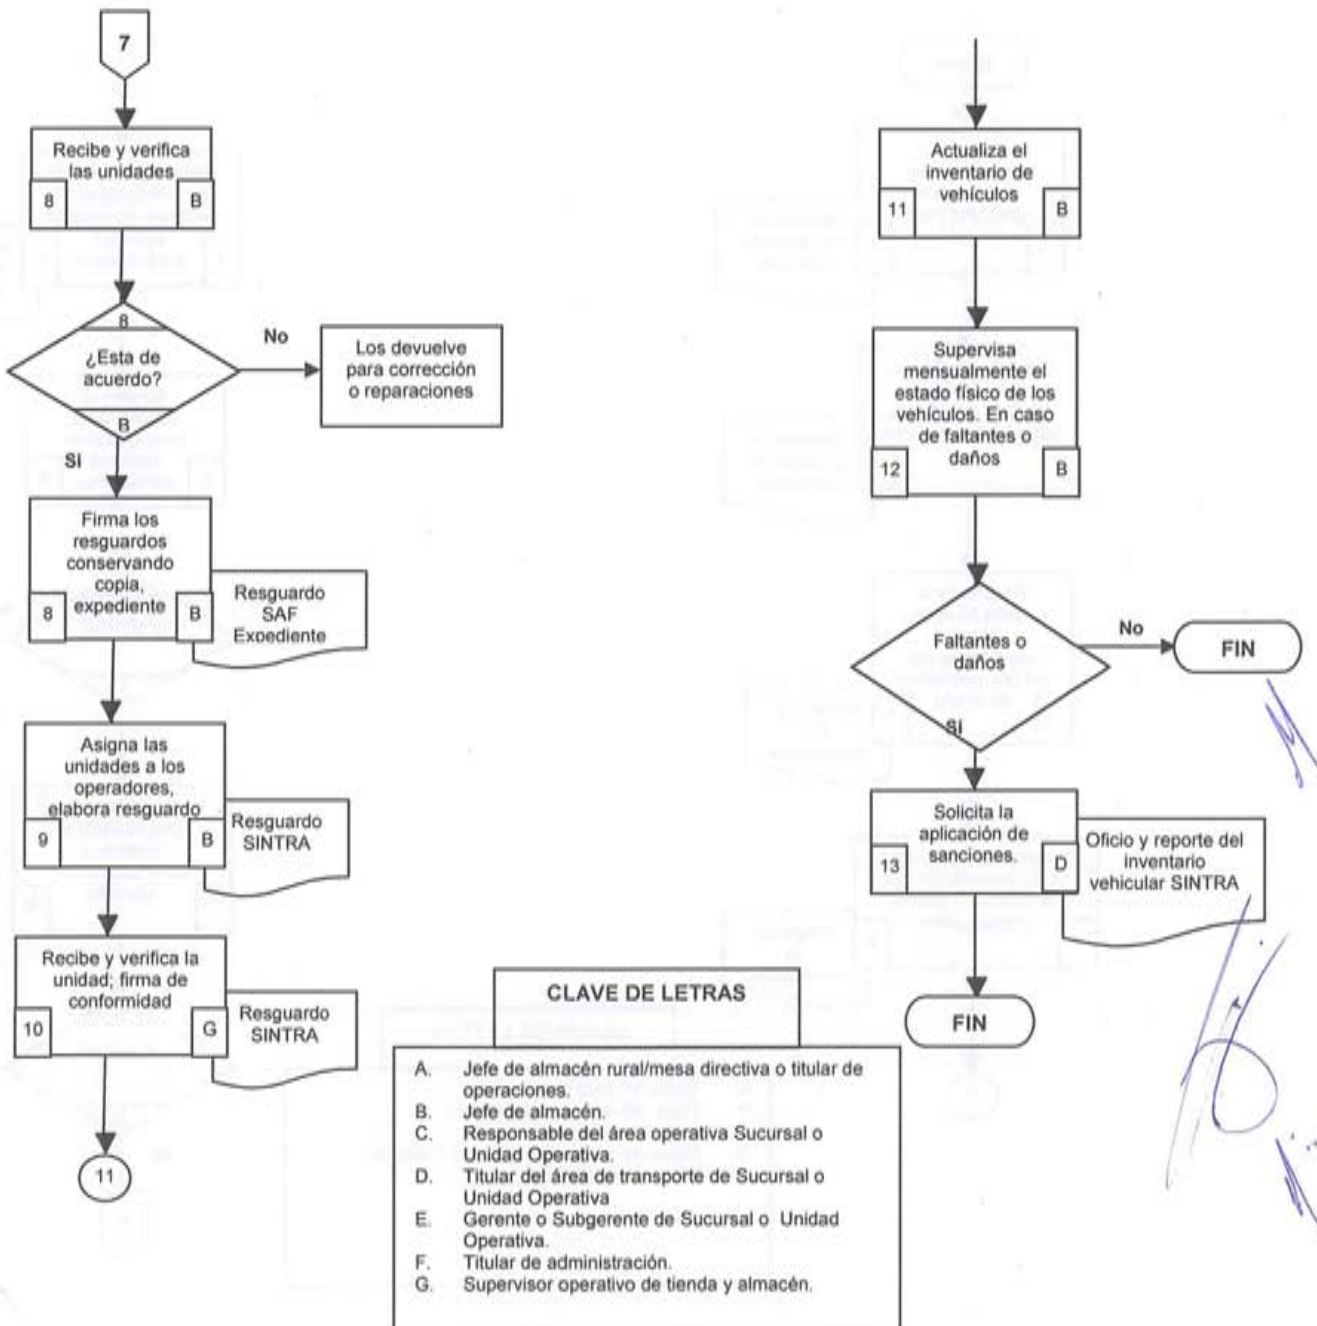 7
Recibe y verifica
las unidades
8
B
8
¿Esta de
acuerdo?
B
No
Los devuelve
para corrección
o reparaciones
Si
Firma los
resguardos
conservando
copia,
expediente
8
B
Resguardo
SAF
Expediente
Asigna las
unidades a los
operadores,
elabora resguardo
9
B
Resguardo
SINTRA
Recibe y verifica la
unidad; firma de
conformidad
10
G
Resguardo
SINTRA
11
Actualiza el
inventario de
vehículos
11
B
Supervisa
mensualmente el
estado físico de los
vehículos. En caso
de faltantes o
daños
12
B
Faltantes o
daños
No
FIN
Si
Solicita la
aplicación de
sanciones.
13
D
Oficio y reporte del
inventario
vehicular SINTRA
FIN
CLAVE DE LETRAS
A. Jefe de almacén rural/mesa directiva o titular de
operaciones.
B. Jefe de almacén.
C. Responsable del área operativa Sucursal o
Unidad Operativa.
D. Titular del área de transporte de Sucursal o
Unidad Operativa
E. Gerente o Subgerente de Sucursal o Unidad
Operativa.
F. Titular de administración.
G. Supervisor operativo de tienda y almacén.